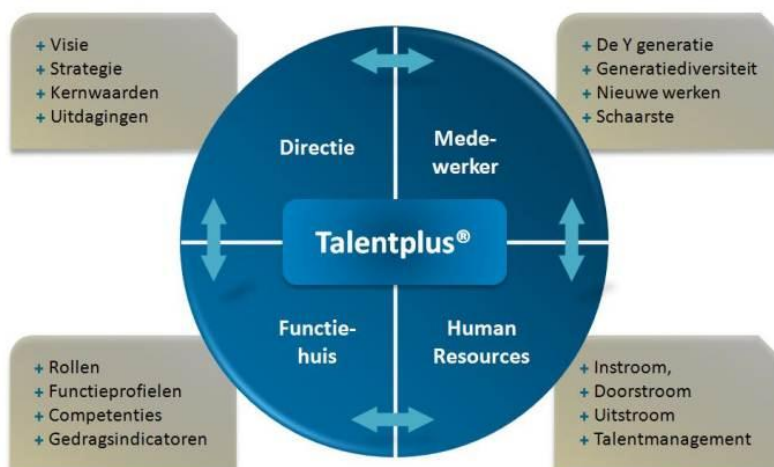 + Visie
+ Strategie
+ Kernwaarden
+ Uitdagingen
+ De Y generatie
+ Generatiediversiteit
+ Nieuwe werken
+ Schaarste
Directie
Mede-
werker
Talentplus®
Functie-
huis
Human
Resources
+ Rollen
+ Functieprofielen
+ Competenties
+ Gedragsindicatoren
+ Instroom,
+ Doorstroom
+ Uitstroom
+ Talentmanagement